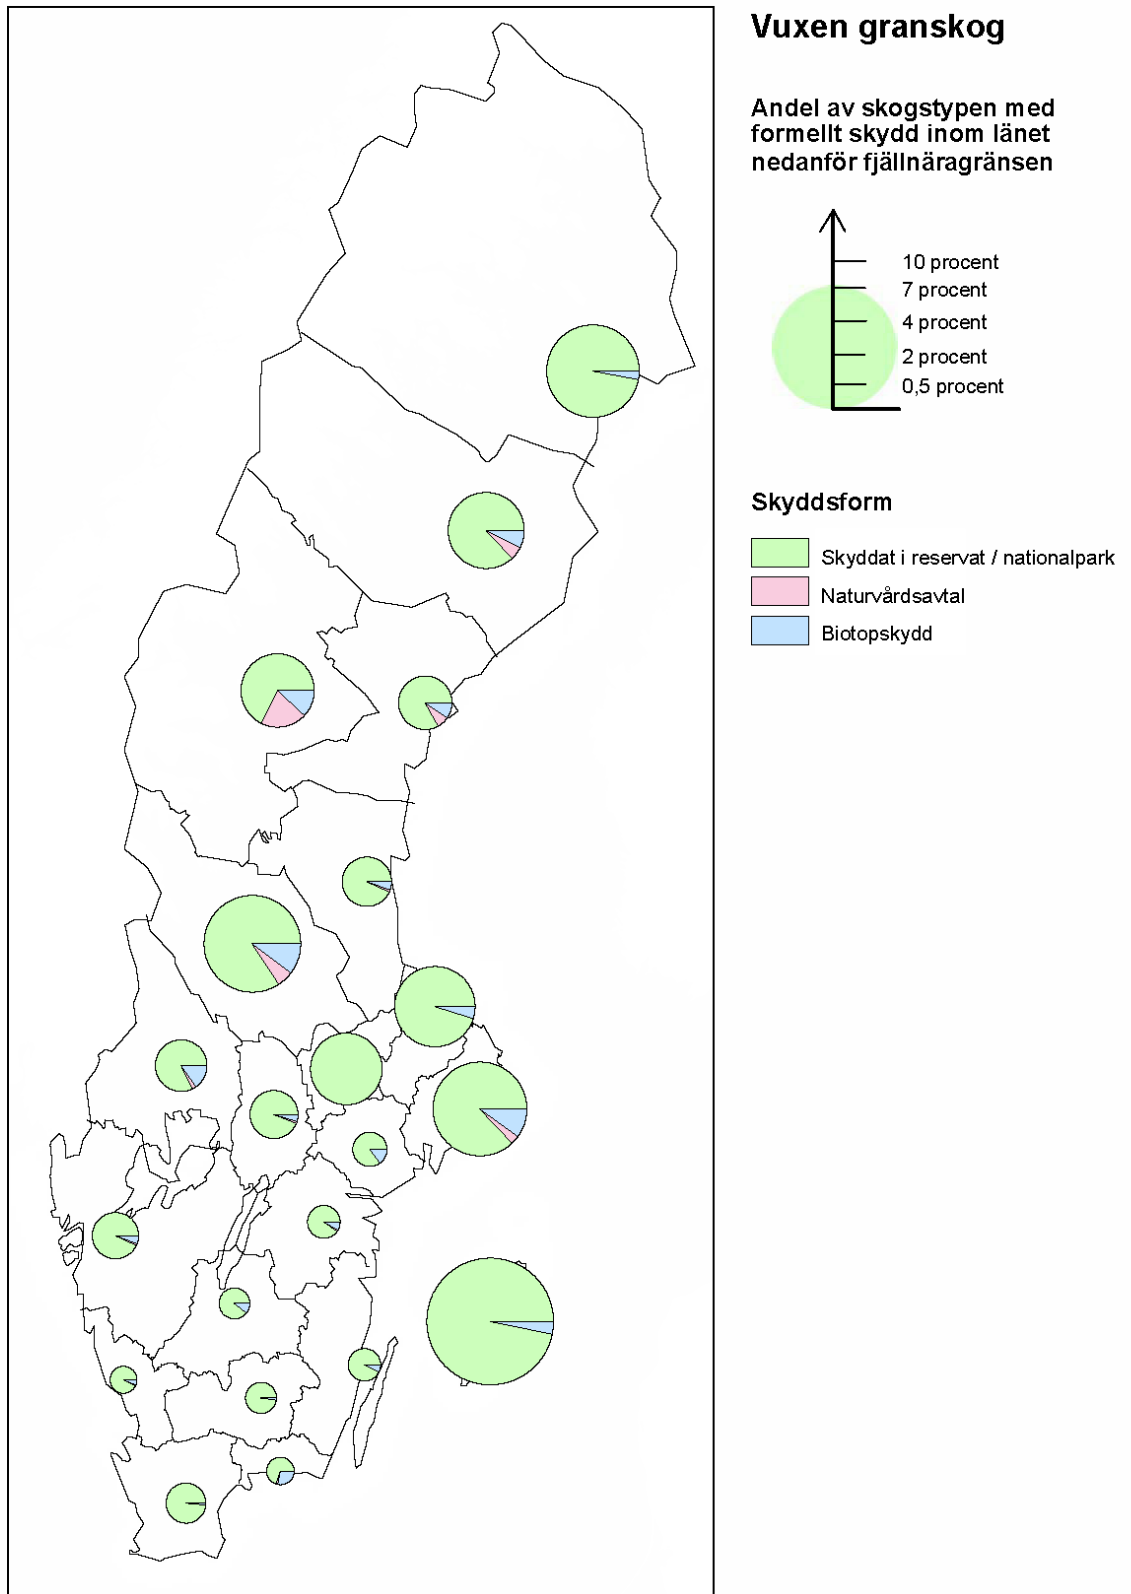 Vuxen granskog
Andel av skogstypen med
formellt skydd inom länet
nedanför fjällnäragränsen
10 procent
7 procent
4 procent
2 procent
0,5 procent
Skyddsform
Skyddat i reservat / nationalpark
Naturvårdsavtal
Biotopskydd